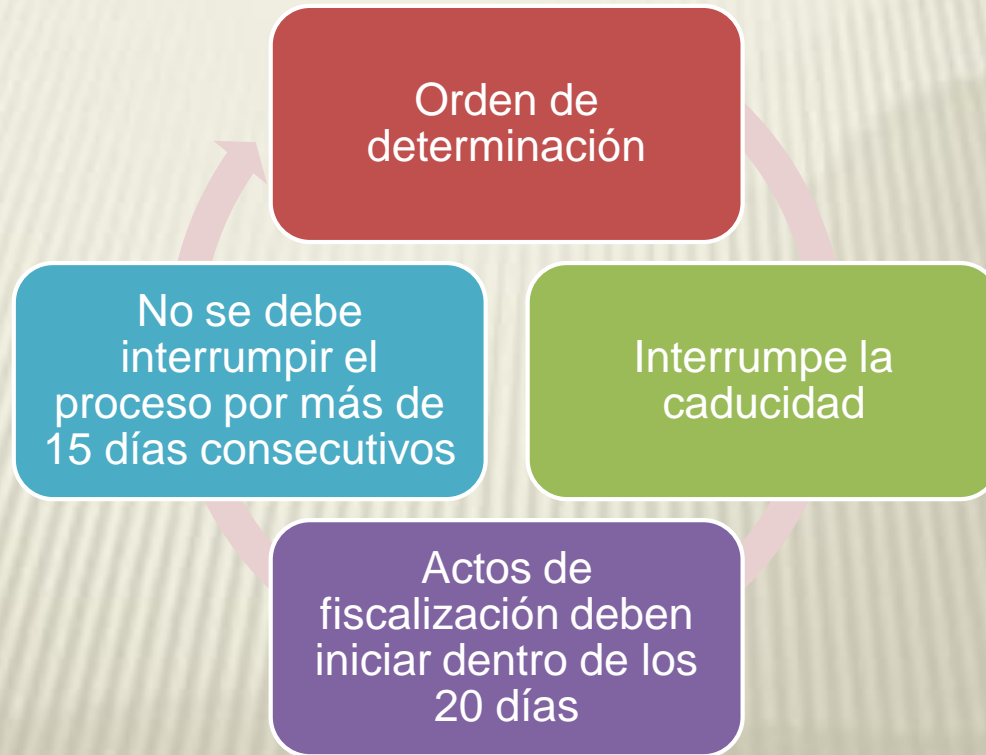 Orden de
determinación
Interrumpe la
caducidad
Actos de
fiscalización deben
iniciar dentro de los
20 días
No se debe
interrumpir el
proceso por más de
15 días consecutivos